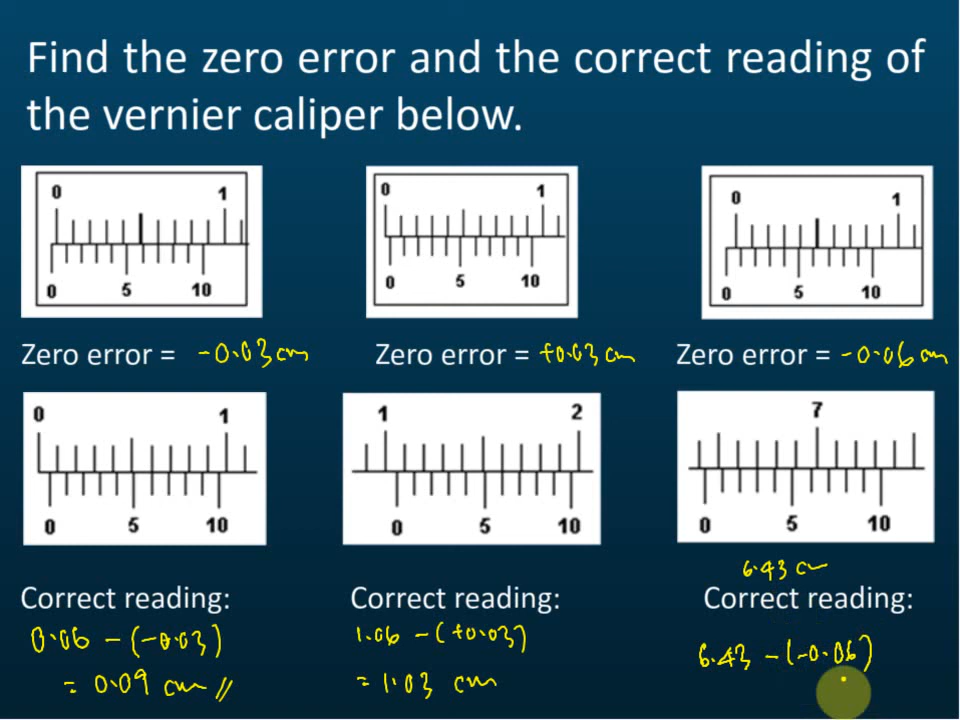 Find the zero error and the correct reading of
the vernier caliper below.
0 1
0 5 10
0 1
0 5 10
0 1
0 5 10
Zero error = -0.03 cm
Zero error = +0.03 cm
Zero error = -0.06 cm
0 1
0 5 10
1 2
0 5 10
7
0 5 10
6.43 cm
Correct reading:
Correct reading:
Correct reading:
0.06 - (-0.03)
= 0.09 cm //
1.06 - (+0.03)
= 1.03 cm
6.43 - (-0.06)